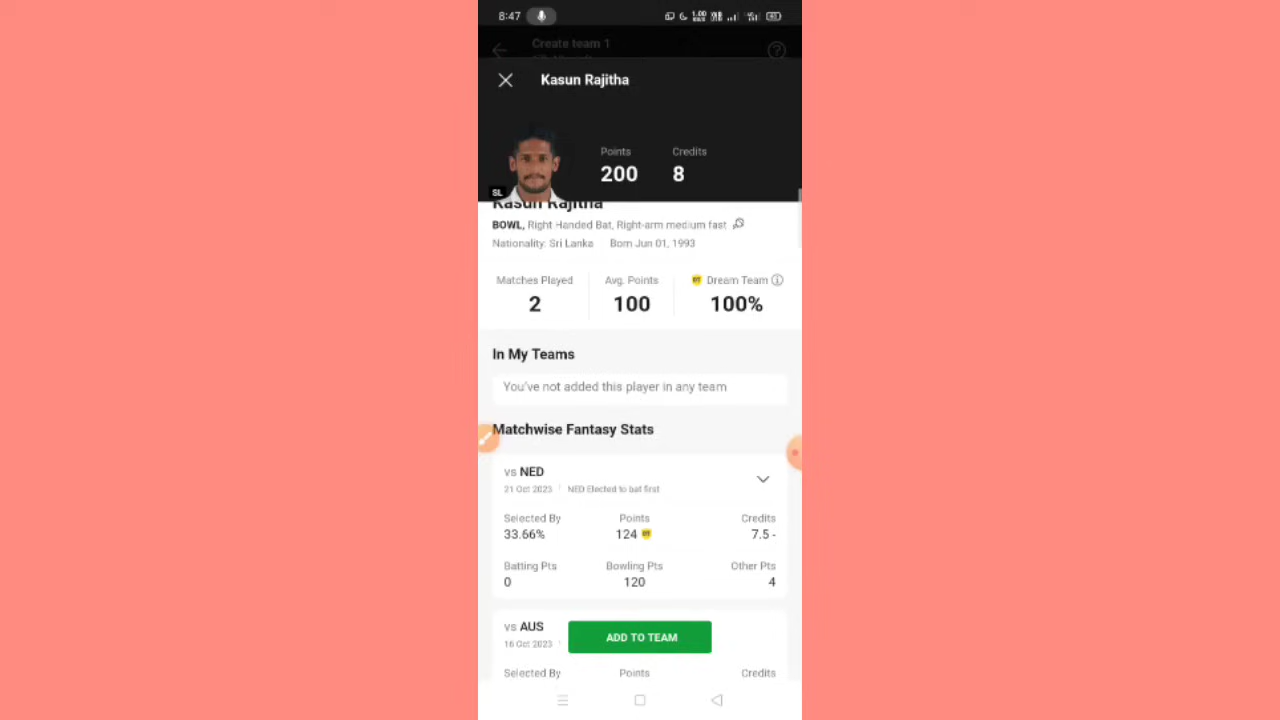 8:47
Create team 1
Kasun Rajitha
Points Credits
200 8
SL
Kasun Rajitha
BOWL, Right Handed Bat, Right-arm medium fast
Nationality: Sri Lanka Born Jun 01, 1993
Matches Played Avg. Points Dream Team
2 100 100%
In My Teams
You've not added this player in any team
Matchwise Fantasy Stats
vs NED
21 Oct 2023 NED Elected to bat first
Selected By Points Credits
33.66% 124 7.5 -
Batting Pts Bowling Pts Other Pts
0 120 4
vs AUS
16 Oct 2023
ADD TO TEAM
Selected By Points Credits